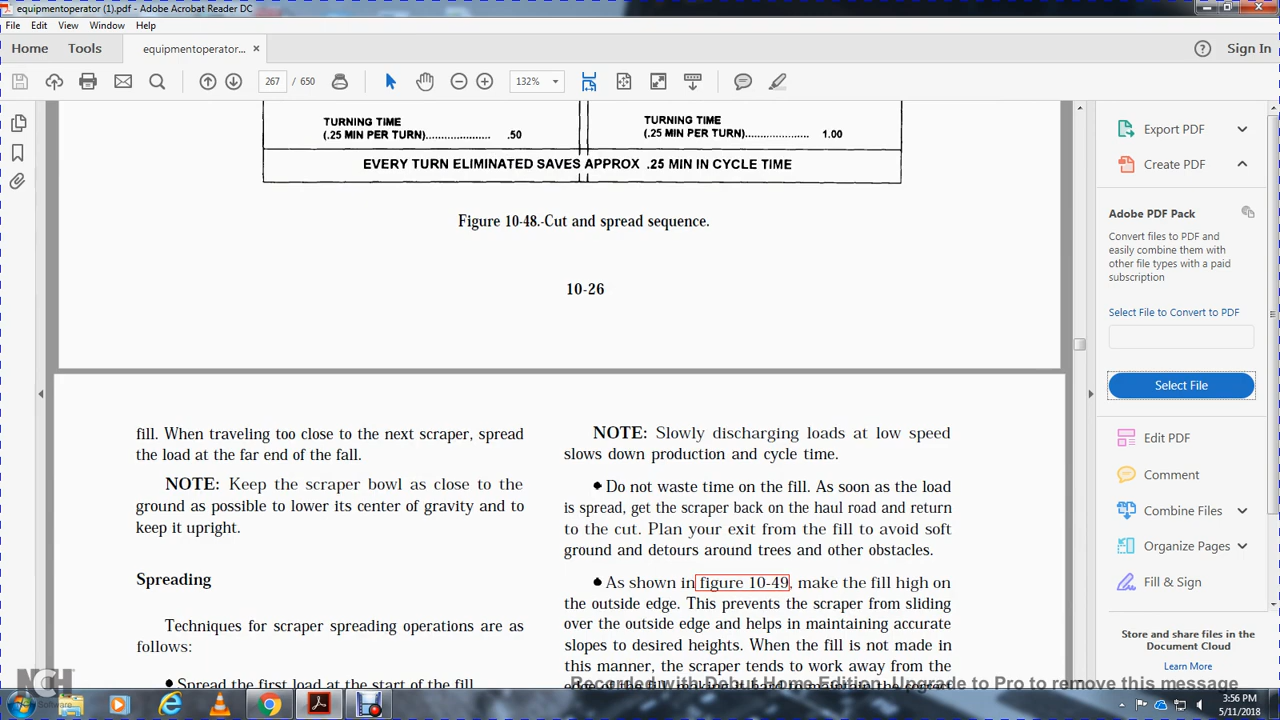 equipmentoperator (1).pdf - Adobe Acrobat Reader DC
File Edit View Window Help
Home Tools equipmentoperator... × Sign In
267 / 650 132%
TURNING TIME
(.25 MIN PER TURN)..................... .50
TURNING TIME
(.25 MIN PER TURN)..................... 1.00
EVERY TURN ELIMINATED SAVES APPROX .25 MIN IN CYCLE TIME
Figure 10-48.-Cut and spread sequence.
10-26
fill. When traveling too close to the next scraper, spread
the load at the far end of the fall.
NOTE: Keep the scraper bowl as close to the
ground as possible to lower its center of gravity and to
keep it upright.
Spreading
Techniques for scraper spreading operations are as
follows:
● Spread the first load at the start of the fill
NOTE: Slowly discharging loads at low speed
slows down production and cycle time.
● Do not waste time on the fill. As soon as the load
is spread, get the scraper back on the haul road and return
to the cut. Plan your exit from the fill to avoid soft
ground and detours around trees and other obstacles.
● As shown in figure 10-49, make the fill high on
the outside edge. This prevents the scraper from sliding
over the outside edge and helps in maintaining accurate
slopes to desired heights. When the fill is not made in
this manner, the scraper tends to work away from the
Export PDF
Create PDF
Adobe PDF Pack
Convert files to PDF and
easily combine them with
other file types with a paid
subscription
Select File to Convert to PDF
Select File
Edit PDF
Comment
Combine Files
Organize Pages
Fill & Sign
Store and share files in the
Document Cloud
Learn More
Recorded with Debut Home Edition. Upgrade to Pro to remove this message
NCH
Software
3:56 PM
5/11/2018